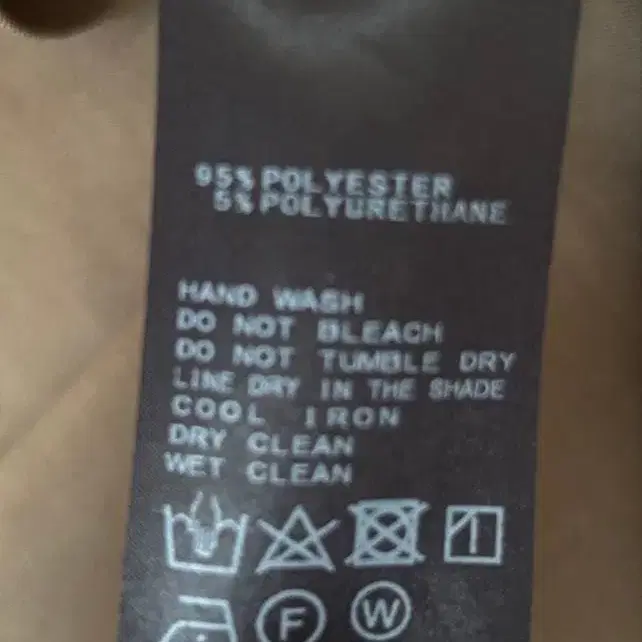 95% POLYESTER
5% POLYURETHANE
HAND WASH
DO NOT BLEACH
DO NOT TUMBLE DRY
LINE DRY IN THE SHADE
COOL IRON
DRY CLEAN
WET CLEAN
F W